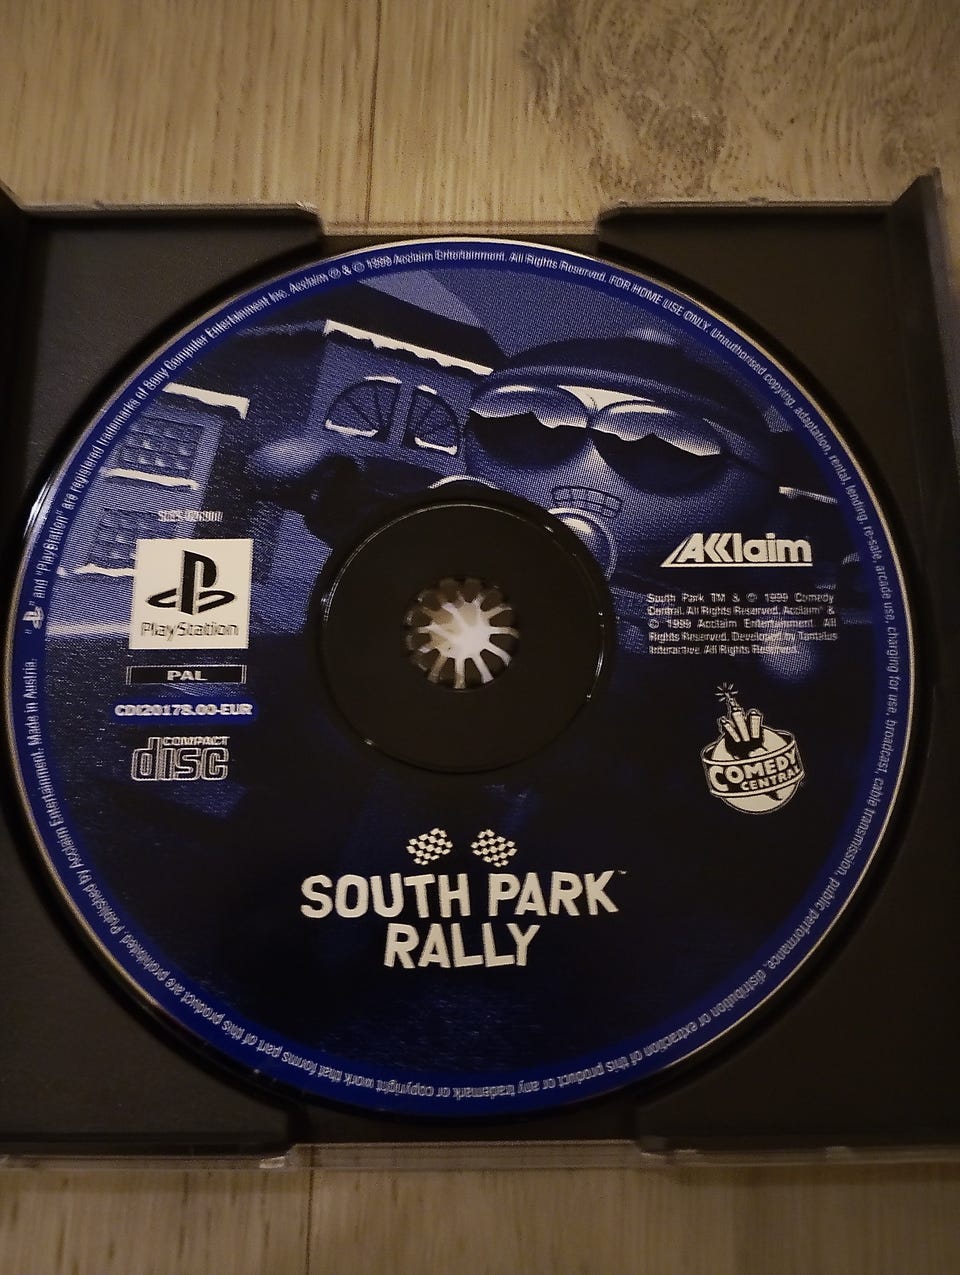 " and "PlayStation" are registered trademarks of Sony Computer Entertainment Inc. Acclaim ® & © 1999 Acclaim Entertainment. All Rights Reserved. FOR HOME USE ONLY. Unauthorised copying, adaptation, rental, lending, re-sale, arcade use, charging for use, broadcast, cable transmission, public performance, distribution or extraction of this product or any trademark or copyright work that forms part of this product are prohibited. Published by Acclaim Entertainment. Made in Austria.
PlayStation
PAL
CDI20178.00-EUR
COMPACT
disc
AKKlaim
South Park TM & © 1999 Comedy
Central. All Rights Reserved. Acclaim ® &
© 1999 Acclaim Entertainment. All
Rights Reserved. Developed by Tantalus
Interactive. All Rights Reserved.
COMEDY
CENTRAL
SOUTH PARK™
RALLY